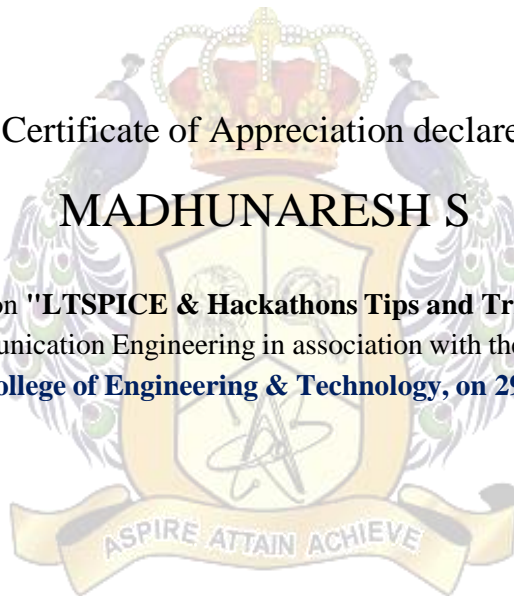 Certificate of Appreciation declare
MADHUNARESH S
on "LTSPICE & Hackathons Tips and Tr
unication Engineering in association with the
ollege of Engineering & Technology, on 29
ASPIRE ATTAIN ACHIEVE